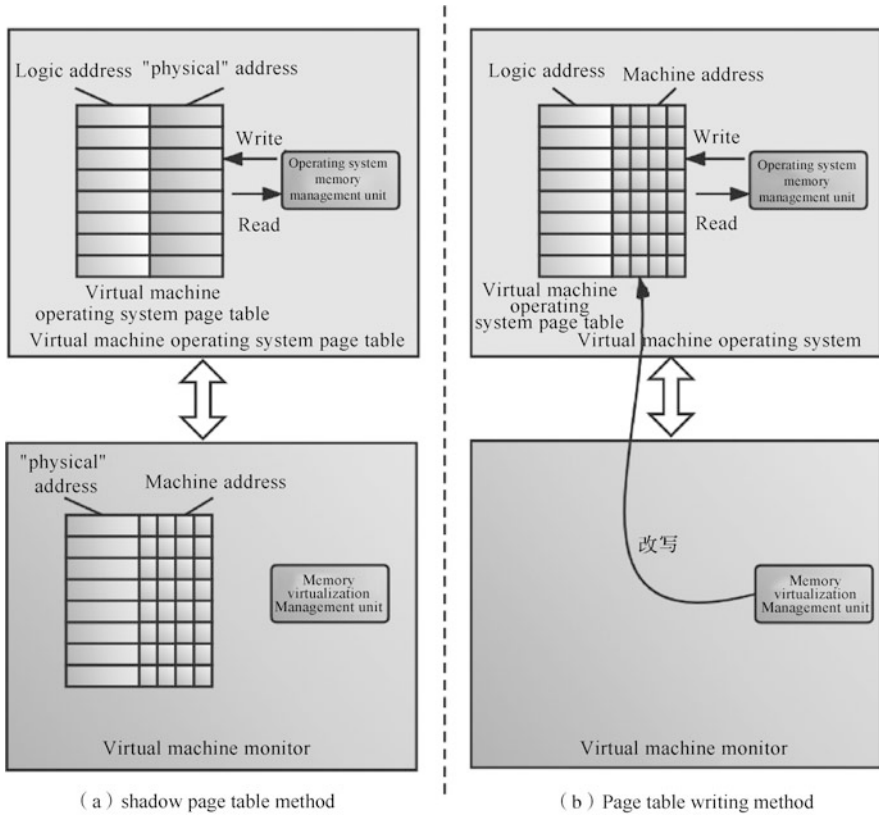 Logic address
"physical" address
Write
Operating system
memory
management unit
Read
Virtual machine
operating system page table
Virtual machine operating system page table
"physical"
address
Machine address
Memory
virtualization
Management unit
Virtual machine monitor
( a ) shadow page table method
Logic address
Machine address
Write
Operating system
memory
management unit
Read
Virtual machine
operating
system page table
Virtual machine operating system
改写
Memory
virtualization
Management unit
Virtual machine monitor
( b ) Page table writing method